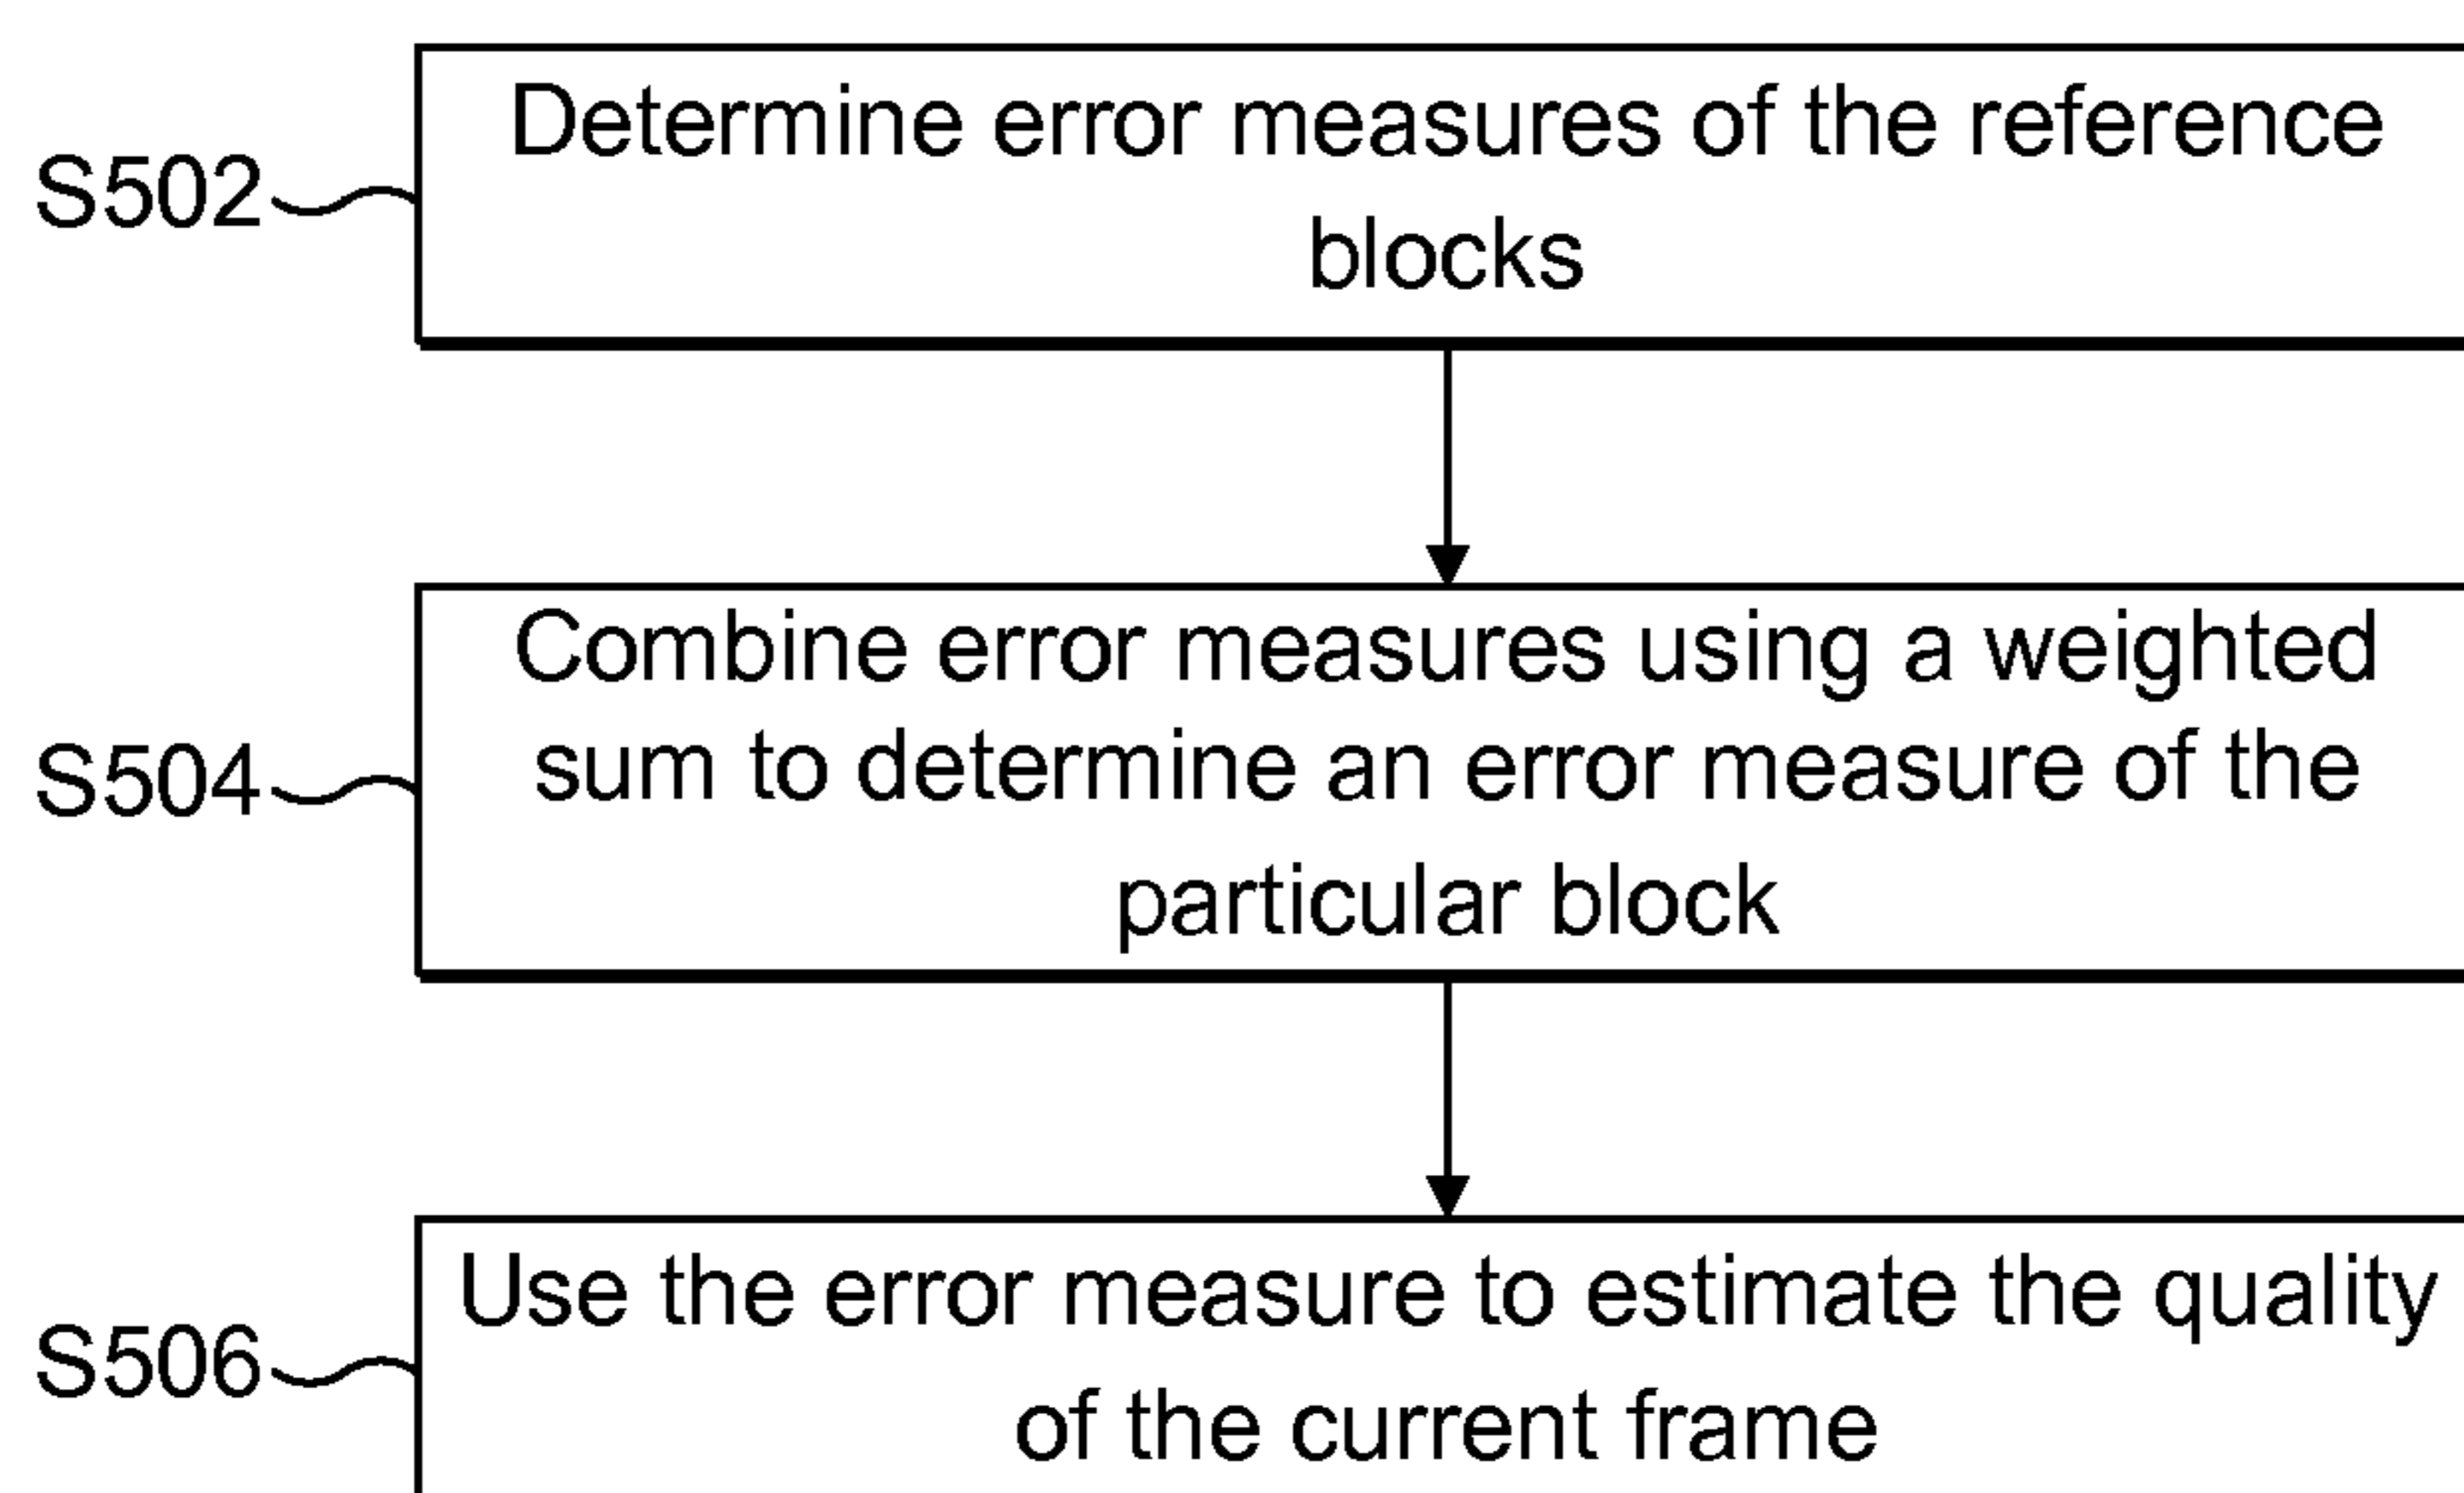 Determine error measures of the reference
S502
blocks
Combine error measures using a weighted
sum to determine an error measure of the
S504
particular block
Use the error measure to estimate the quality
S506
of the current frame